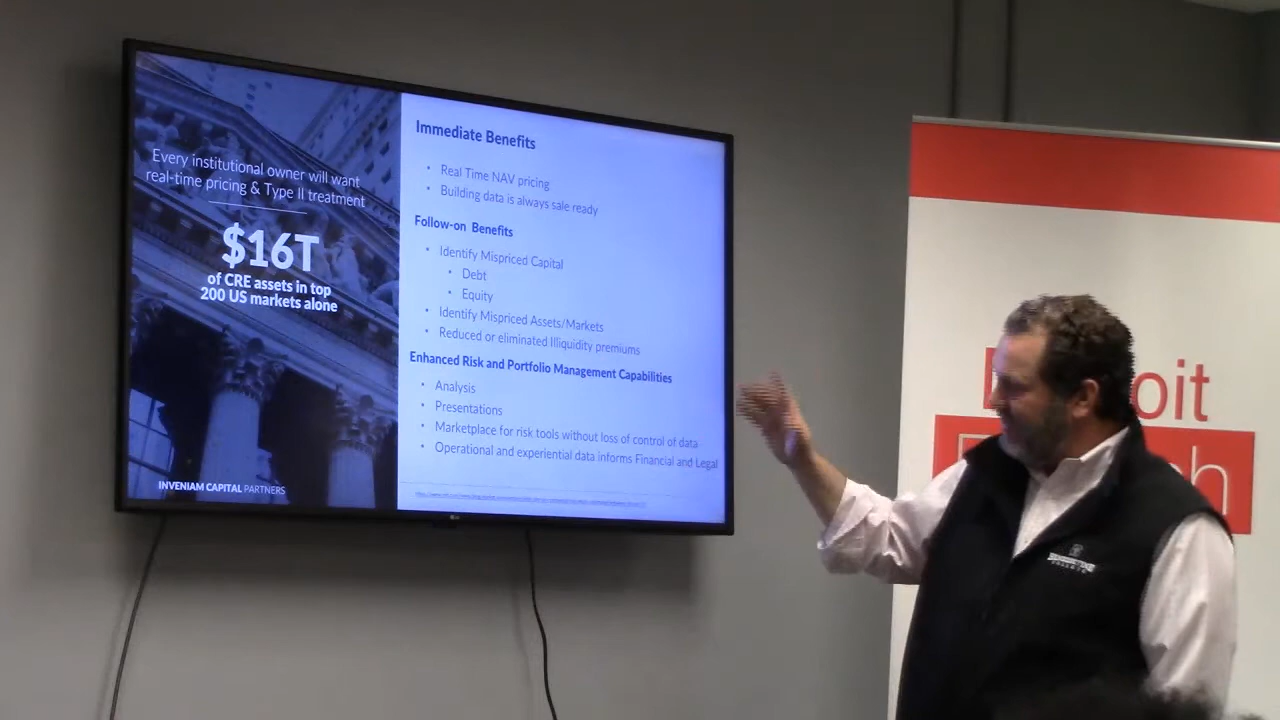 Every institutional owner will want
real-time pricing & Type II treatment
$16T
of CRE assets in top
200 US markets alone
INVENIAM CAPITAL PARTNERS
Immediate Benefits
• Real Time NAV pricing
• Building data is always sale ready
Follow-on Benefits
• Identify Mispriced Capital
• Debt
• Equity
• Identify Mispriced Assets/Markets
• Reduced or eliminated Illiquidity premiums
Enhanced Risk and Portfolio Management Capabilities
• Analysis
• Presentations
• Marketplace for risk tools without loss of control of data
• Operational and experiential data informs Financial and Legal
LG